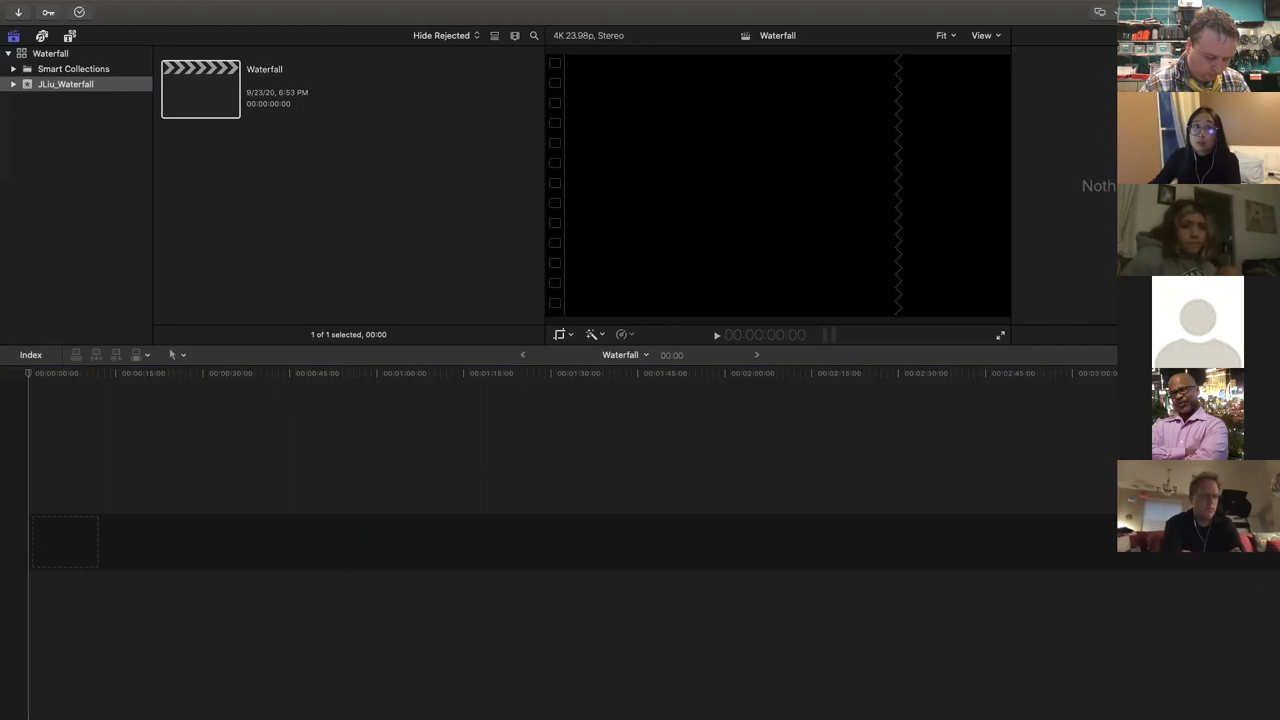 Hide Rejected
4K 23.98p, Stereo
Waterfall
Fit
View
Waterfall
Smart Collections
JLiu_Waterfall
Waterfall
9/23/20, 6:53 PM
00:00:00:00
Noth
1 of 1 selected, 00:00
00:00:00:00
Index
Waterfall
00:00
00:00:00:00
00:00:15:00
00:00:30:00
00:00:45:00
00:01:00:00
00:01:15:00
00:01:30:00
00:01:45:00
00:02:00:00
00:02:15:00
00:02:30:00
00:02:45:00
00:03:00:0